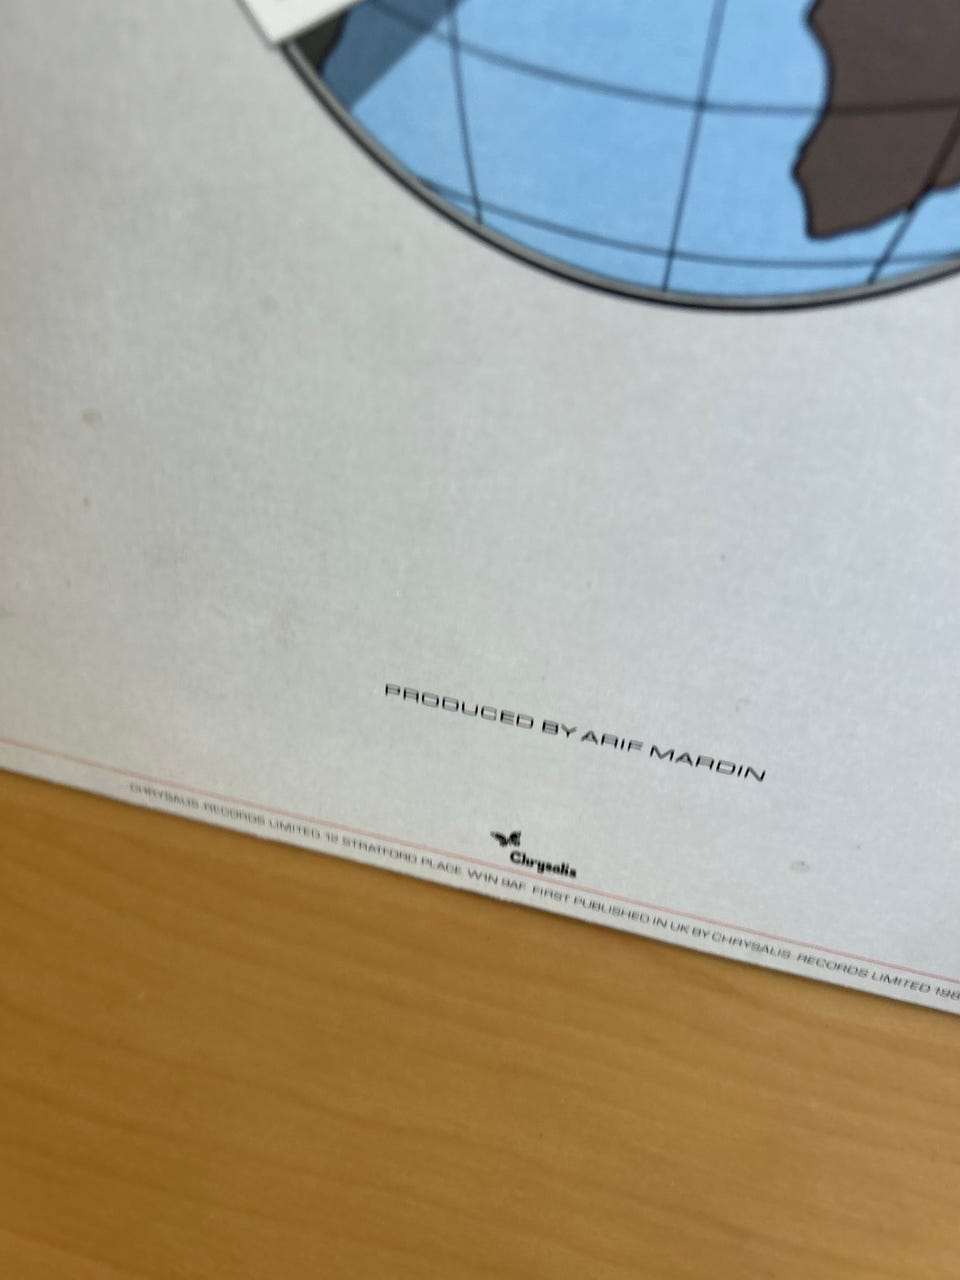 PRODUCED BY ARIF MARDIN
Chrysalis
CHRYSALIS RECORDS LIMITED. 12 STRATFORD PLACE. W1N 9AF. FIRST PUBLISHED IN UK BY CHRYSALIS RECORDS LIMITED